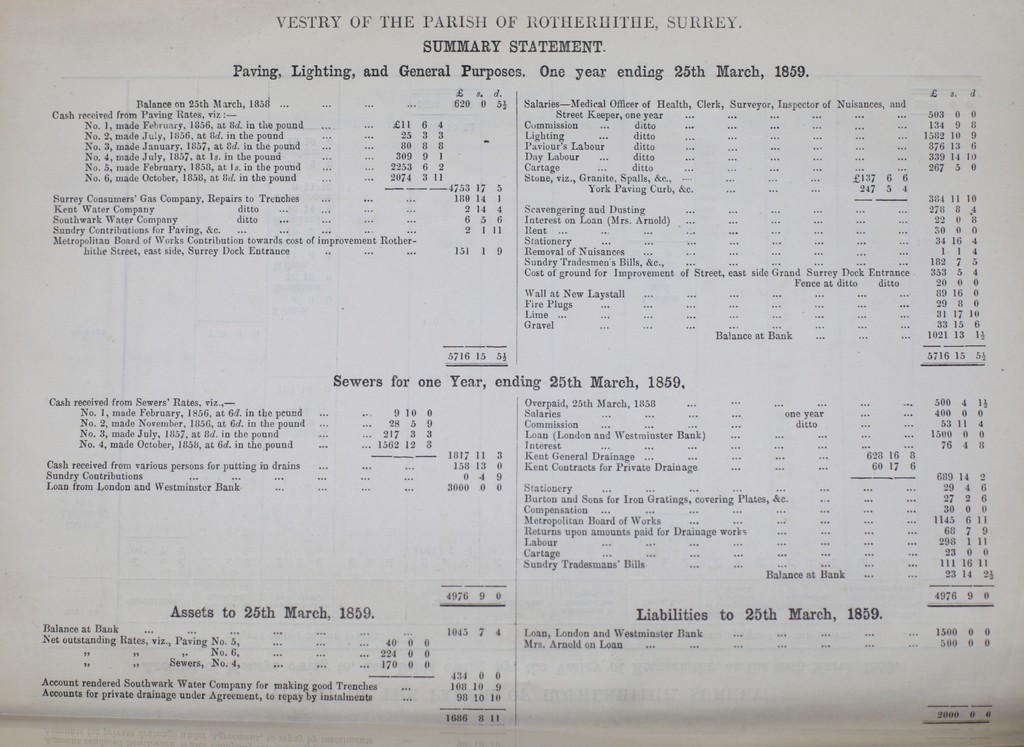 VESTRY OF THE PARISH OF ROTHERHITHE, SURREY.
SUMMARY STATEMENT.
Paving, Lighting, and General Purposes. One year ending 25th March, 1859.
£ s. d.
Balance on 25th March, 1858 ... ... ... ... 620 0 5½
Cash received from Paving Rates, viz :—
No. 1, made February, 1856, at 8d. in the pound ... ... £11 6 4
No. 2, made July, 1856, at 8d. in the pound ... ... 25 3 3
No. 3, made January, 1857, at 8d. in the pound ... ... 80 8 8
No. 4, made July, 1857, at 1s. in the pound ... ... 309 9 1
No. 5, made February, 1858, at 1s. in the pound ... ... 2253 6 2
No. 6, made October, 1858, at 8d. in the pound ... ... 2074 3 11
4753 17 5
Surrey Consumers' Gas Company, Repairs to Trenches ... ... ... 180 14 1
Kent Water Company ditto ... ... ... ... ... 2 14 4
Southwark Water Company ditto ... ... ... ... ... 6 5 6
Sundry Contributions for Paving, &c. ... ... ... ... ... 2 1 11
Metropolitan Board of Works Contribution towards cost of improvement Rother-
hithe Street, east side, Surrey Dock Entrance ... ... ... 151 1 9
5716 15 5½
£ s. d
Salaries—Medical Officer of Health, Clerk, Surveyor, Inspector of Nuisances, and
Street Keeper, one year ... ... ... ... ... ... 503 0 0
Commission ... ditto ... ... ... ... ... ... 134 9 8
Lighting ... ditto ... ... ... ... ... ... 1582 10 9
Paviour's Labour ditto ... ... ... ... ... ... 376 13 6
Day Labour ... ditto ... ... ... ... ... ... 339 14 10
Cartage ... ditto ... ... ... ... ... ... 267 5 0
Stone, viz., Granite, Spalls, &c., — ... ... ... £137 6 6
York Paving Curb, &c. ... ... ... 247 5 4
384 11 10
Scavengering and Dusting ... ... ... ... ... ... 278 8 4
Interest on Loan (Mrs. Arnold) ... ... ... ... ... ... 22 0 8
Rent ... ... ... ... ... ... ... ... 30 0 0
Stationery ... ... ... ... ... ... ... ... 34 16 4
Removal of Nuisances ... ... ... ... ... ... ... 1 1 4
Sundry Tradesmen's Bills, &c., ... ... ... ... ... ... 182 7 5
Cost of ground for Improvement of Street, east side Grand Surrey Dock Entrance 353 5 4
Fence at ditto ditto 20 0 0
Wall at New Laystall ... ... ... ... ... ... ... 89 16 0
Fire Plugs ... ... ... ... ... ... ... ... 29 8 0
Lime ... ... ... ... ... ... ... ... ... 31 17 10
Gravel ... ... ... ... ... ... ... ... 33 15 6
Balance at Bank ... ... ... 1021 13 1½
5716 15 5½
Sewers for one Year, ending 25th March, 1859.
Cash received from Sewers' Rates, viz.,—
No. 1, made February, 1856, at 6d. in the pound ... ... 9 10 0
No. 2, made November, 1856, at 6d. in the pound ... ... 28 5 9
No. 3, made July, 1857, at 8d. in the pound ... ... 217 3 3
No. 4, made October, 1858, at 6d. in the pound ... ... 1562 12 3
1817 11 3
Cash received from various persons for putting in drains ... ... ... 158 13 0
Sundry Contributions ... ... ... ... ... ... 0 4 9
Loan from London and Westminster Bank ... ... ... ... 3000 0 0
4976 9 0
Overpaid, 25th March, 1858 ... ... ... ... ... ... 500 4 1½
Salaries ... ... ... ... one year ... ... 400 0 0
Commission ... ... ... ... ditto ... ... 53 11 4
Loan (London and Westminster Bank) ... ... ... ... ... 1500 0 0
Interest ... ... ... ... ... ... ... ... 76 4 8
Kent General Drainage ... ... ... ... 628 16 8
Kent Contracts for Private Drainage ... ... ... 60 17 6
689 14 2
Stationery ... ... ... ... ... ... ... ... 29 4 6
Burton and Sons for Iron Gratings, covering Plates, &c. ... ... ... 27 2 6
Compensation ... ... ... ... ... ... ... ... 30 0 0
Metropolitan Board of Works ... ... ... ... ... ... 1145 6 11
Returns upon amounts paid for Drainage works ... ... ... ... 68 7 9
Labour ... ... ... ... ... ... ... ... 298 1 11
Cartage ... ... ... ... ... ... ... ... 23 0 0
Sundry Tradesmans' Bills ... ... ... ... ... ... 111 16 11
Balance at Bank ... ... 23 14 2½
4976 9 0
Assets to 25th March, 1859.
Balance at Bank ... ... ... ... ... ... ... 1045 7 4
Net outstanding Rates, viz., Paving No. 5, ... ... ... 40 0 0
„ „ „ No. 6, ... ... ... 224 0 0
„ „ Sewers, No. 4, ... ... ... 170 0 0
434 0 0
Account rendered Southwark Water Company for making good Trenches ... 108 10 9
Accounts for private drainage under Agreement, to repay by instalments ... 98 10 10
1686 8 11
Liabilities to 25th March, 1859.
Loan, London and Westminster Bank ... ... ... ... ... 1500 0 0
Mrs. Arnold on Loan ... ... ... ... ... ... ... 500 0 0
2000 0 0